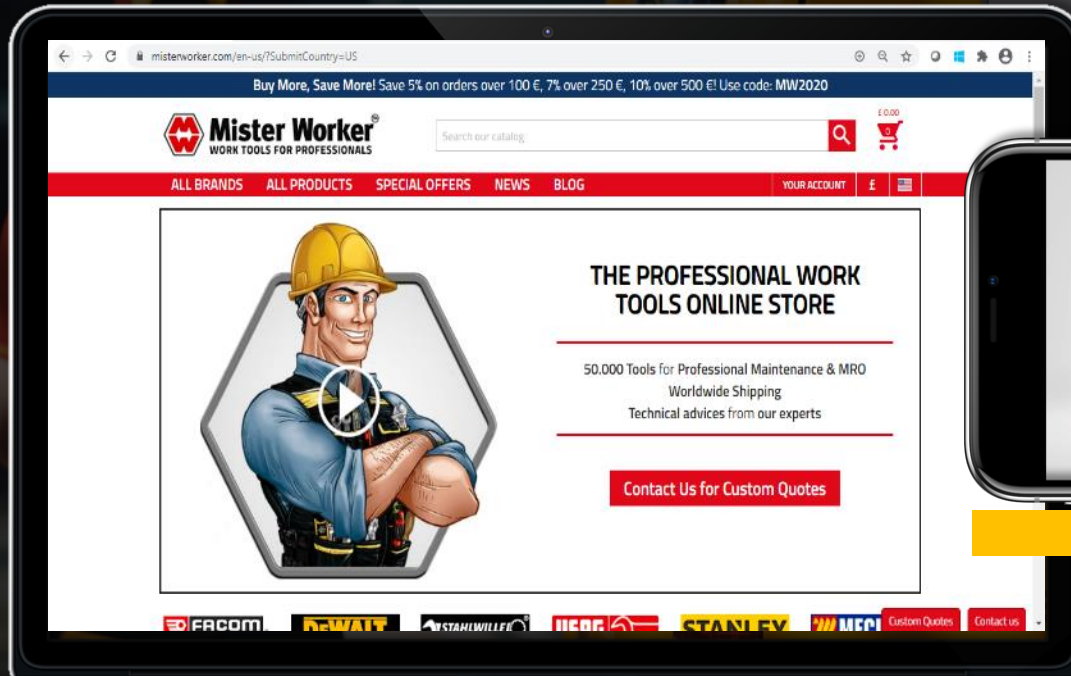 misterworker.com/en-us/?SubmitCountry=US
Buy More, Save More! Save 5% on orders over 100 €, 7% over 250 €, 10% over 500 €! Use code: MW2020
Mister Worker®
WORK TOOLS FOR PROFESSIONALS
Search our catalog
£ 0.00
0
ALL BRANDS ALL PRODUCTS SPECIAL OFFERS NEWS BLOG YOUR ACCOUNT £
THE PROFESSIONAL WORK
TOOLS ONLINE STORE
50.000 Tools for Professional Maintenance & MRO
Worldwide Shipping
Technical advices from our experts
Contact Us for Custom Quotes
FACOM. DEWALT STAHLWILLE STANLEY
Custom Quotes Contact us